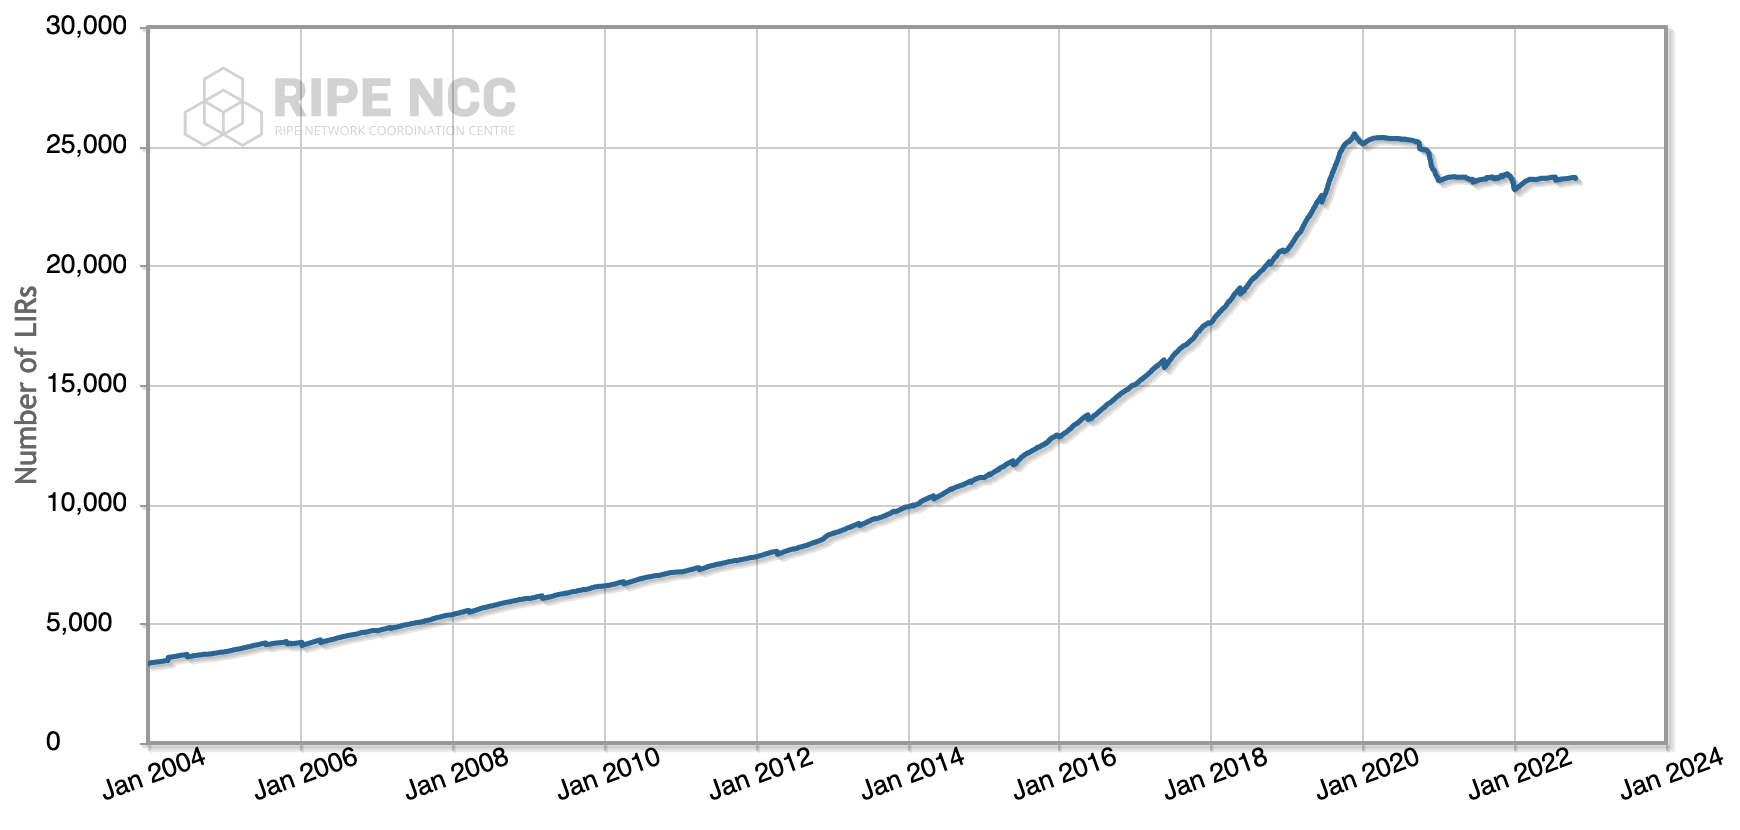 30,000
RIPE NCC
RIPE NETWORK COORDINATION CENTRE
25,000
20,000
Number of LIRs
15,000
10,000
5,000
0
Jan 2004
Jan 2006
Jan 2008
Jan 2010
Jan 2012
Jan 2014
Jan 2016
Jan 2018
Jan 2020
Jan 2022
Jan 2024